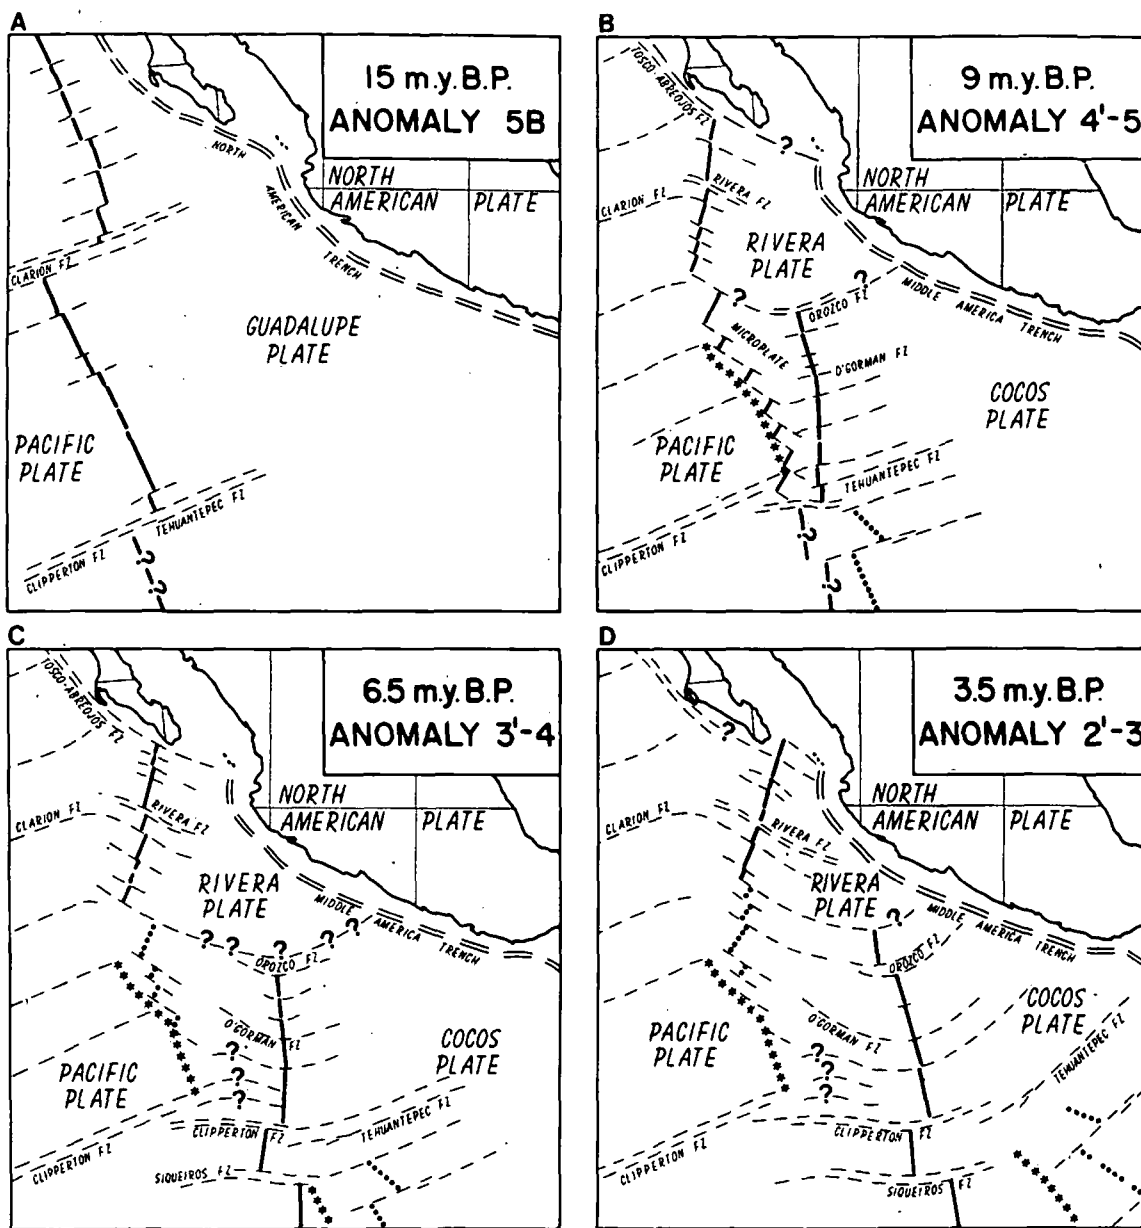 A
15 m.y.B.P.
ANOMALY 5B
NORTH
AMERICAN
TRENCH
NORTH
AMERICAN PLATE
CLARION FZ
GUADALUPE
PLATE
PACIFIC
PLATE
TEHUANTEPEC FZ
CLIPPERTON FZ
?
?
B
9 m.y.B.P.
ANOMALY 4'-5
TOSCO-ABREOJOS FZ
?
NORTH
AMERICAN PLATE
RIVERA FZ
CLARION FZ
RIVERA
PLATE
?
?
OROZCO FZ
MIDDLE AMERICA TRENCH
MICROPLATE
O'GORMAN FZ
COCOS
PLATE
PACIFIC
PLATE
TEHUANTEPEC FZ
CLIPPERTON FZ
?
?
C
6.5 m.y.B.P.
ANOMALY 3'-4
TOSCO-ABREOJOS FZ
NORTH
AMERICAN PLATE
RIVERA FZ
CLARION FZ
RIVERA
PLATE
MIDDLE AMERICA TRENCH
? ? ? ? ?
OROZCO FZ
O'GORMAN FZ
?
?
?
COCOS
PLATE
PACIFIC
PLATE
CLIPPERTON FZ
TEHUANTEPEC FZ
CLIPPERTON FZ
SIQUEIROS FZ
D
3.5 m.y.B.P.
ANOMALY 2'-3
?
NORTH
AMERICAN PLATE
CLARION FZ
RIVERA FZ
RIVERA
PLATE
?
MIDDLE AMERICA TRENCH
OROZCO FZ
COCOS
PLATE
O'GORMAN FZ
?
?
?
PACIFIC
PLATE
TEHUANTEPEC FZ
CLIPPERTON FZ
CLIPPERTON FZ
SIQUEIROS FZ